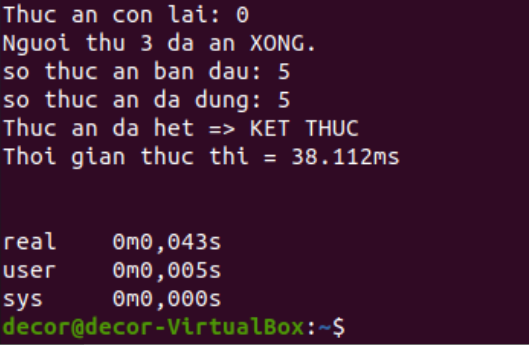 Thuc an con lai: 0
Nguoi thu 3 da an XONG.
so thuc an ban dau: 5
so thuc an da dung: 5
Thuc an da het => KET THUC
Thoi gian thuc thi = 38.112ms
real 0m0,043s
user 0m0,005s
sys 0m0,000s
decor@decor-VirtualBox:~$